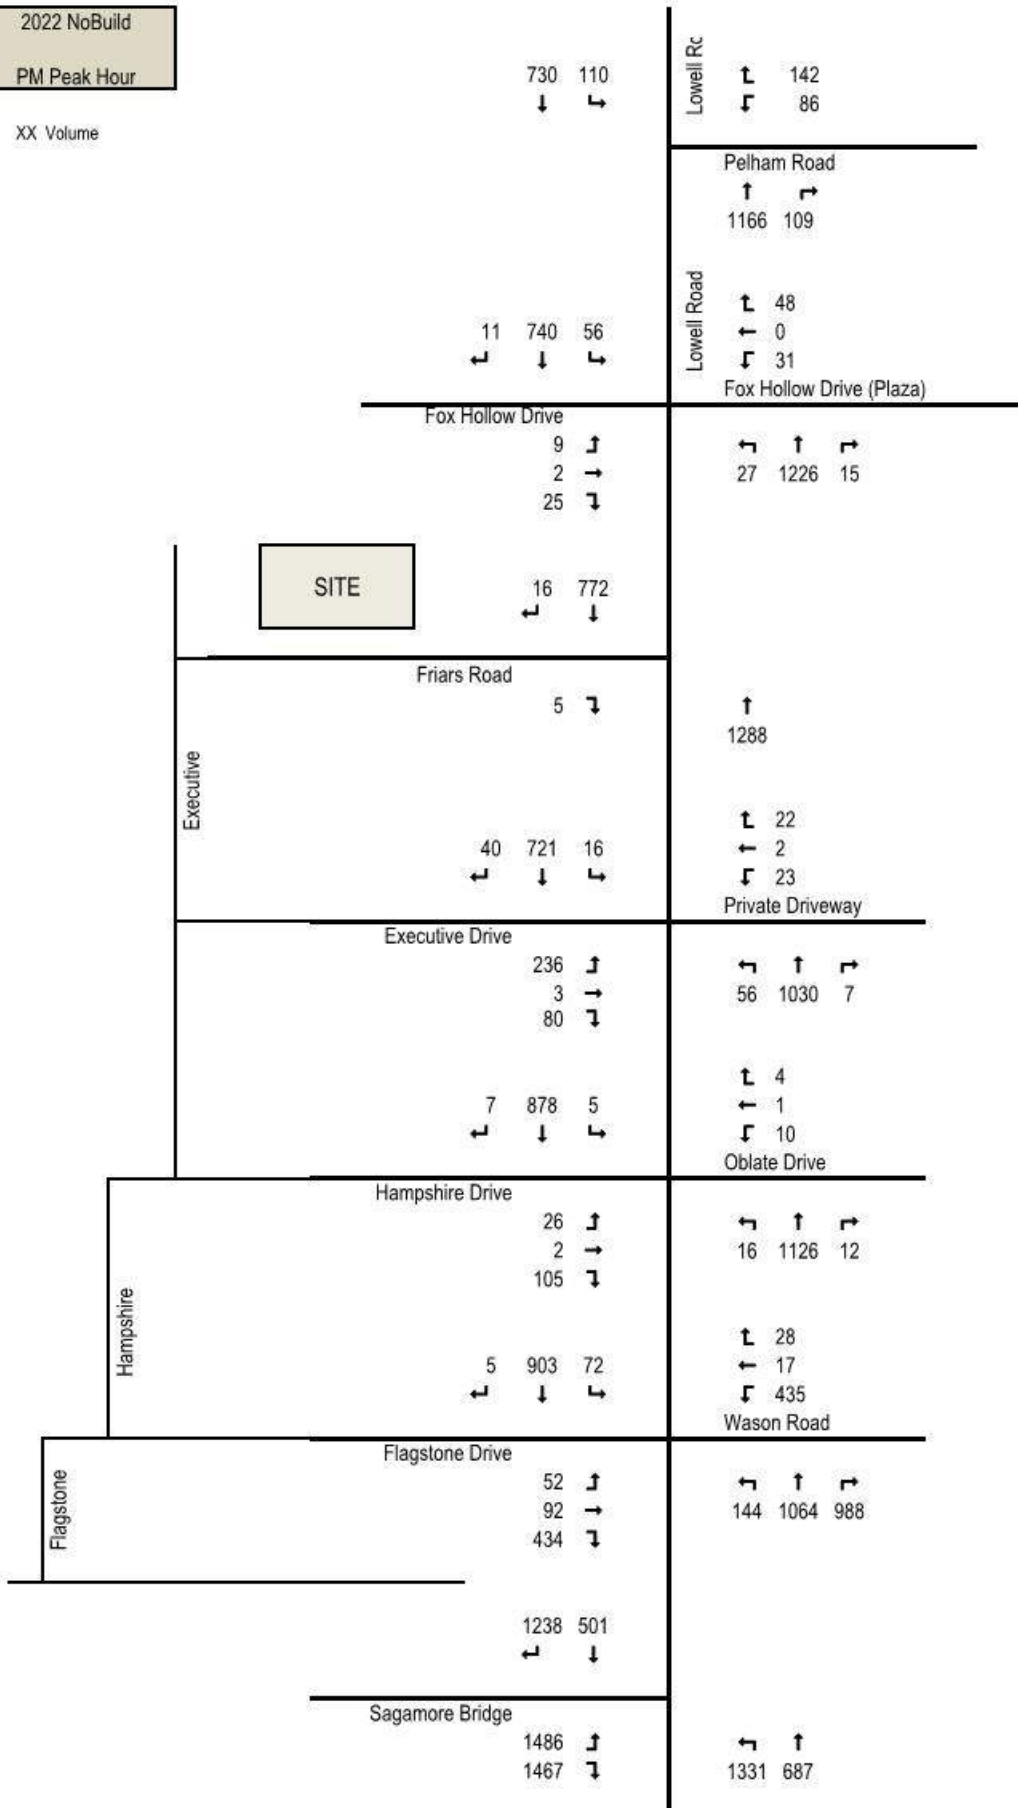 2022 NoBuild
PM Peak Hour
XX Volume
Lowell Rc
730 110
142
86
Pelham Road
1166 109
Lowell Road
48
11 740 56
0
31
Fox Hollow Drive (Plaza)
Fox Hollow Drive
9
2
25
27 1226 15
SITE
16 772
Friars Road
5
1288
Executive
22
40 721 16
2
23
Private Driveway
Executive Drive
236
3
80
56 1030 7
4
7 878 5
1
10
Oblate Drive
Hampshire Drive
26
2
105
16 1126 12
Hampshire
28
5 903 72
17
435
Wason Road
Flagstone Drive
52
92
434
144 1064 988
Flagstone
1238 501
Sagamore Bridge
1486
1467
1331 687